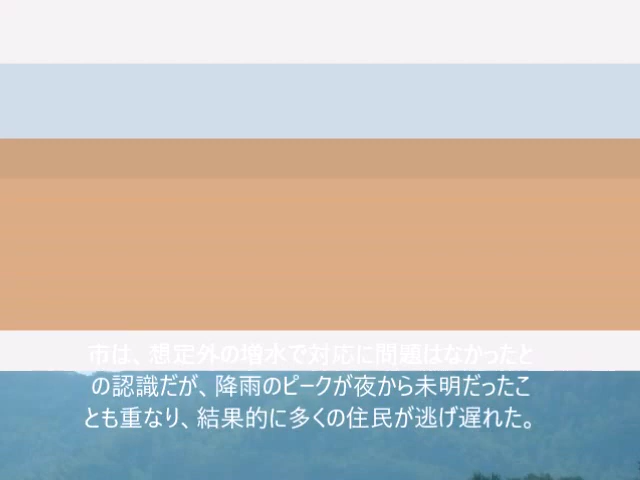 市は、想定外の増水で対応に問題はなかったと
の認識だが、降雨のピークが夜から未明だったこ
とも重なり、結果的に多くの住民が逃げ遅れた。